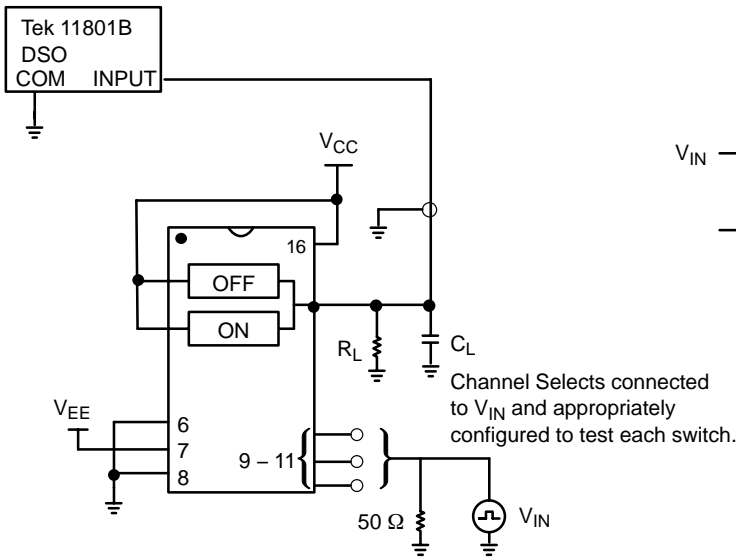 Tek 11801B
DSO
COM INPUT
VCC
VIN
16
OFF
ON
RL
CL
Channel Selects connected
to VIN and appropriately
configured to test each switch.
VEE
6
7
8
9 – 11
50 Ω
VIN